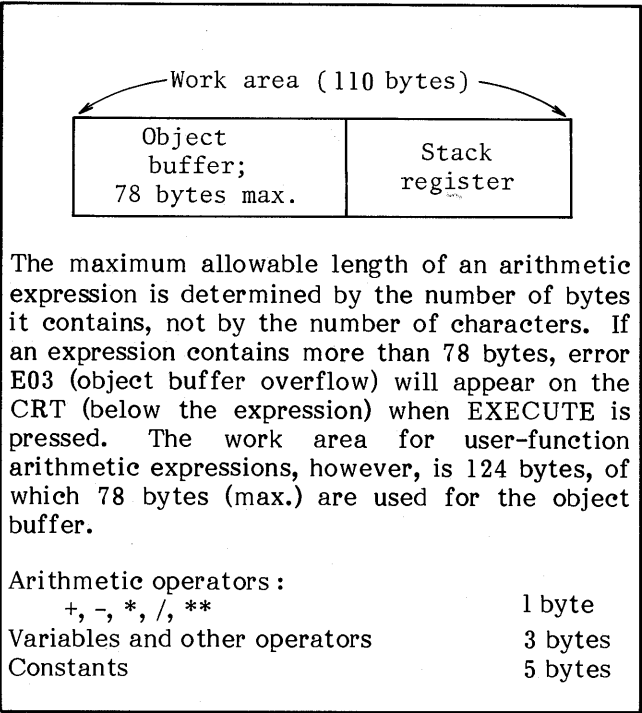 Work area (110 bytes)
Object
buffer;
78 bytes max.
Stack
register
The maximum allowable length of an arithmetic
expression is determined by the number of bytes
it contains, not by the number of characters. If
an expression contains more than 78 bytes, error
E03 (object buffer overflow) will appear on the
CRT (below the expression) when EXECUTE is
pressed. The work area for user-function
arithmetic expressions, however, is 124 bytes, of
which 78 bytes (max.) are used for the object
buffer.
Arithmetic operators :
+, -, *, /, ** 1 byte
Variables and other operators 3 bytes
Constants 5 bytes